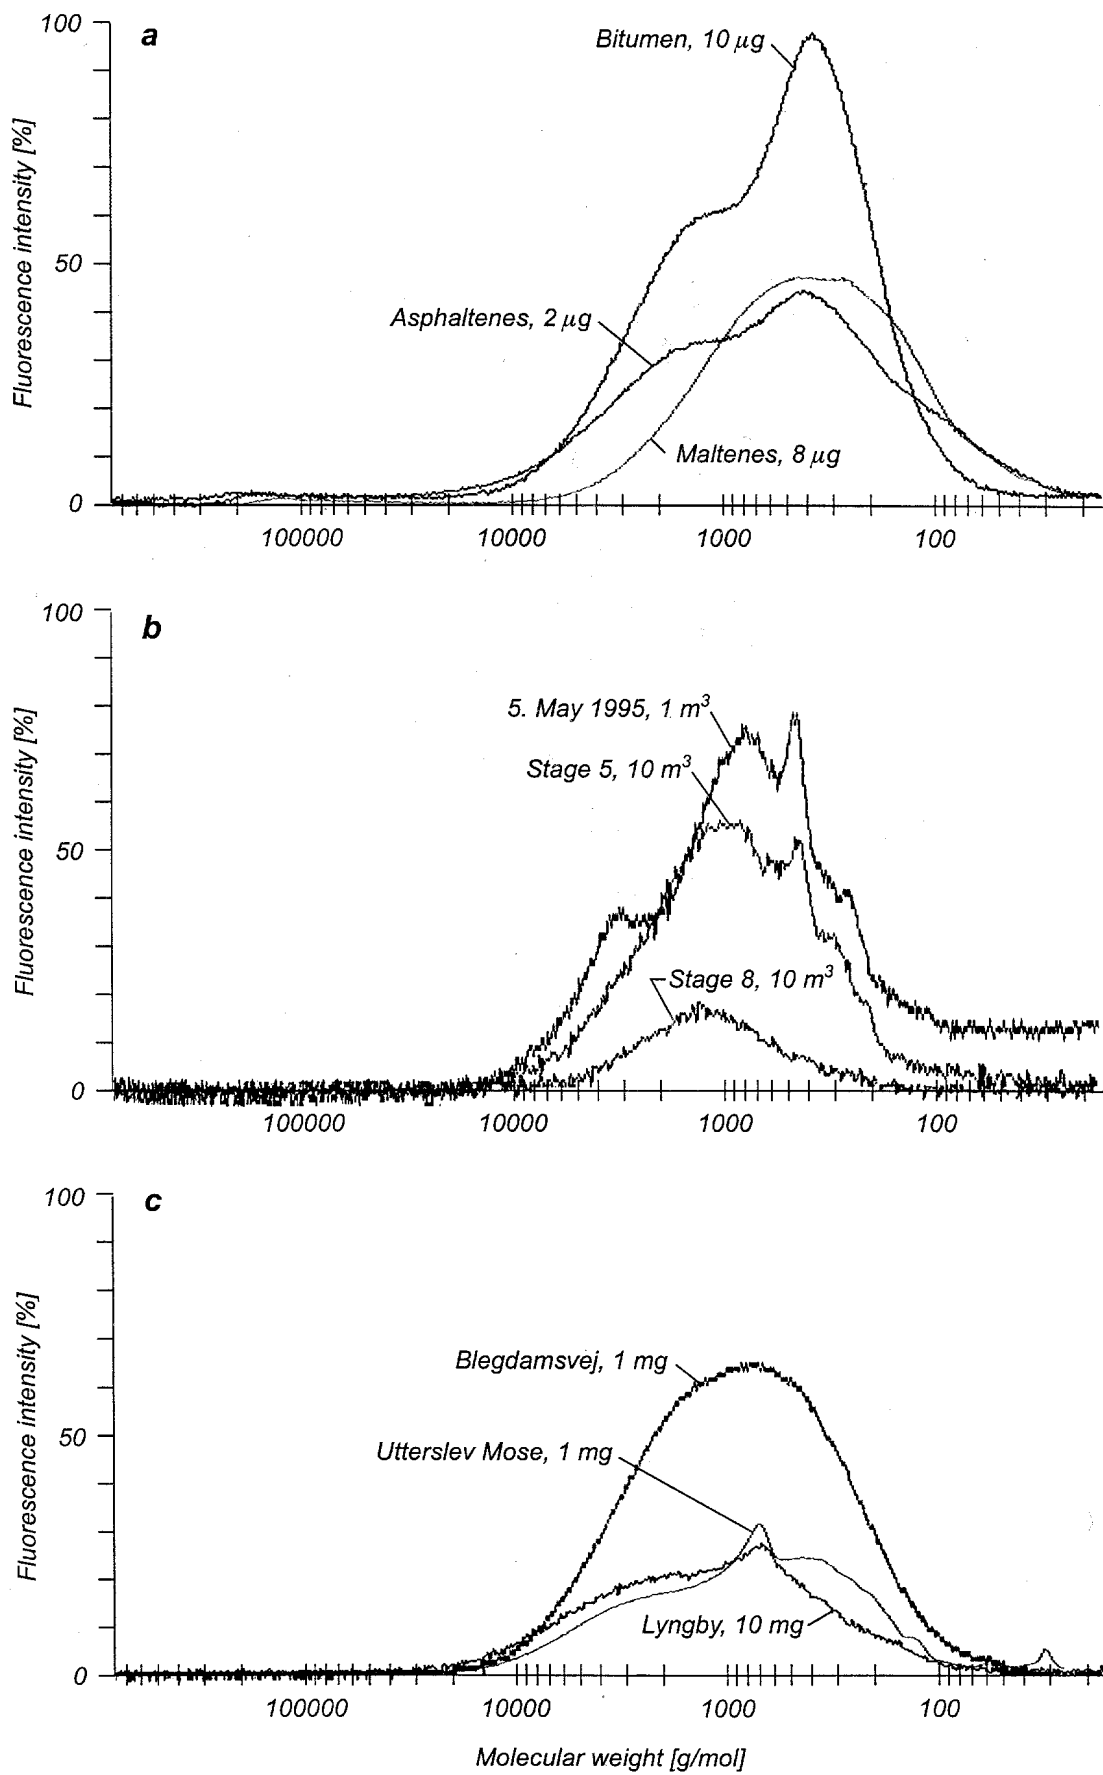 a
100
50
0
Fluorescence intensity [%]
Bitumen, 10 µg
Asphaltenes, 2 µg
Maltenes, 8 µg
100000
10000
1000
100
b
100
50
0
Fluorescence intensity [%]
5. May 1995, 1 m³
Stage 5, 10 m³
Stage 8, 10 m³
100000
10000
1000
100
c
100
50
0
Fluorescence intensity [%]
Blegdamsvej, 1 mg
Utterslev Mose, 1 mg
Lyngby, 10 mg
100000
10000
1000
100
Molecular weight [g/mol]